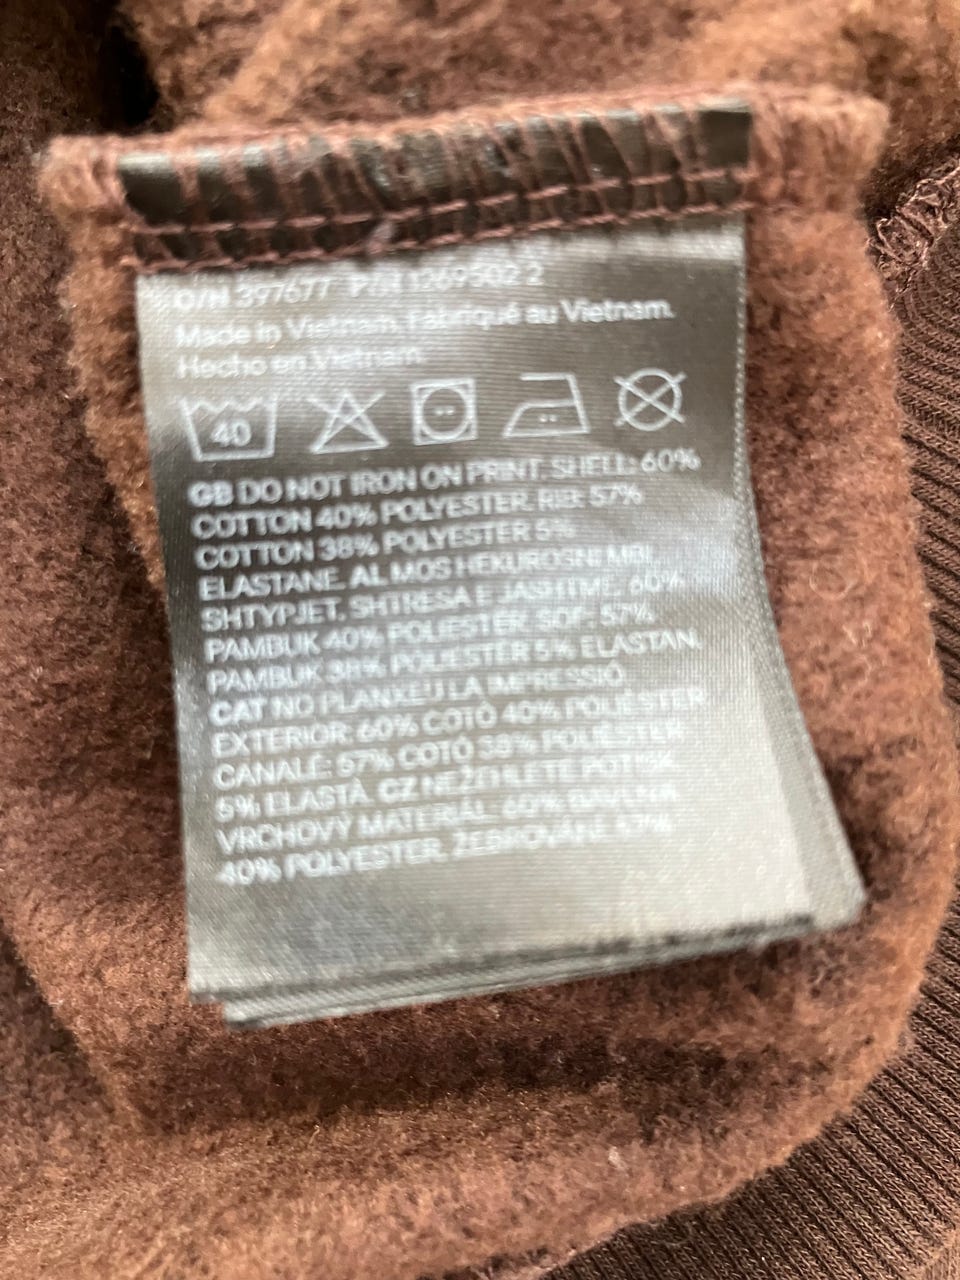 O/N 397677 P/N 1269502 2
Made in Vietnam. Fabriqué au Vietnam.
Hecho en Vietnam.
40
GB DO NOT IRON ON PRINT. SHELL: 60%
COTTON 40% POLYESTER. RIB: 57%
COTTON 38% POLYESTER 5%
ELASTANE. AL MOS HEKUROSNI MBI
SHTYPJET. SHTRESA E JASHTME: 60%
PAMBUK 40% POLIESTER. 57%
PAMBUK 38% POLIESTER 5% ELASTAN.
CAT NO PLANXEU LA IMPRESSIÓ.
EXTERIOR: 60% COTÓ 40% POLIÈSTER.
CANALÉ: 57% COTÓ 38% POLIÈSTER
5% ELASTÀ. CZ NEŽEHLETE POTISK.
VRCHOVÝ MATERIÁL: 60% BAVLNA
40% POLYESTER. ŽEBROVÁNÍ: 57%